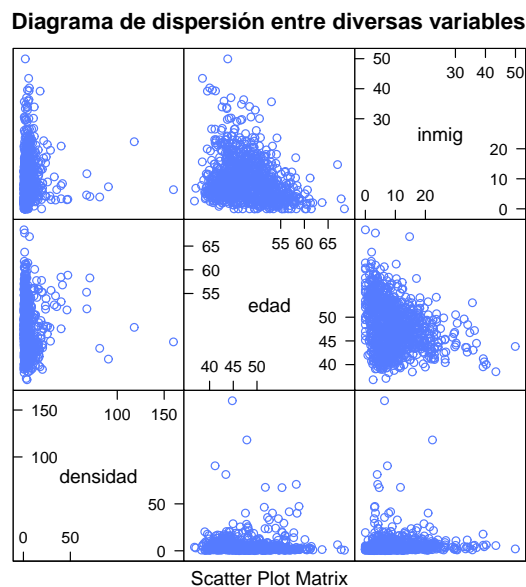 Diagrama de dispersión entre diversas variables
50
40
30
30 40 50
inmig
20
10
0
0 10 20
65
60
55
55 60 65
edad
50
45
40
40 45 50
150
100
100 150
densidad
50
0
0 50
Scatter Plot Matrix